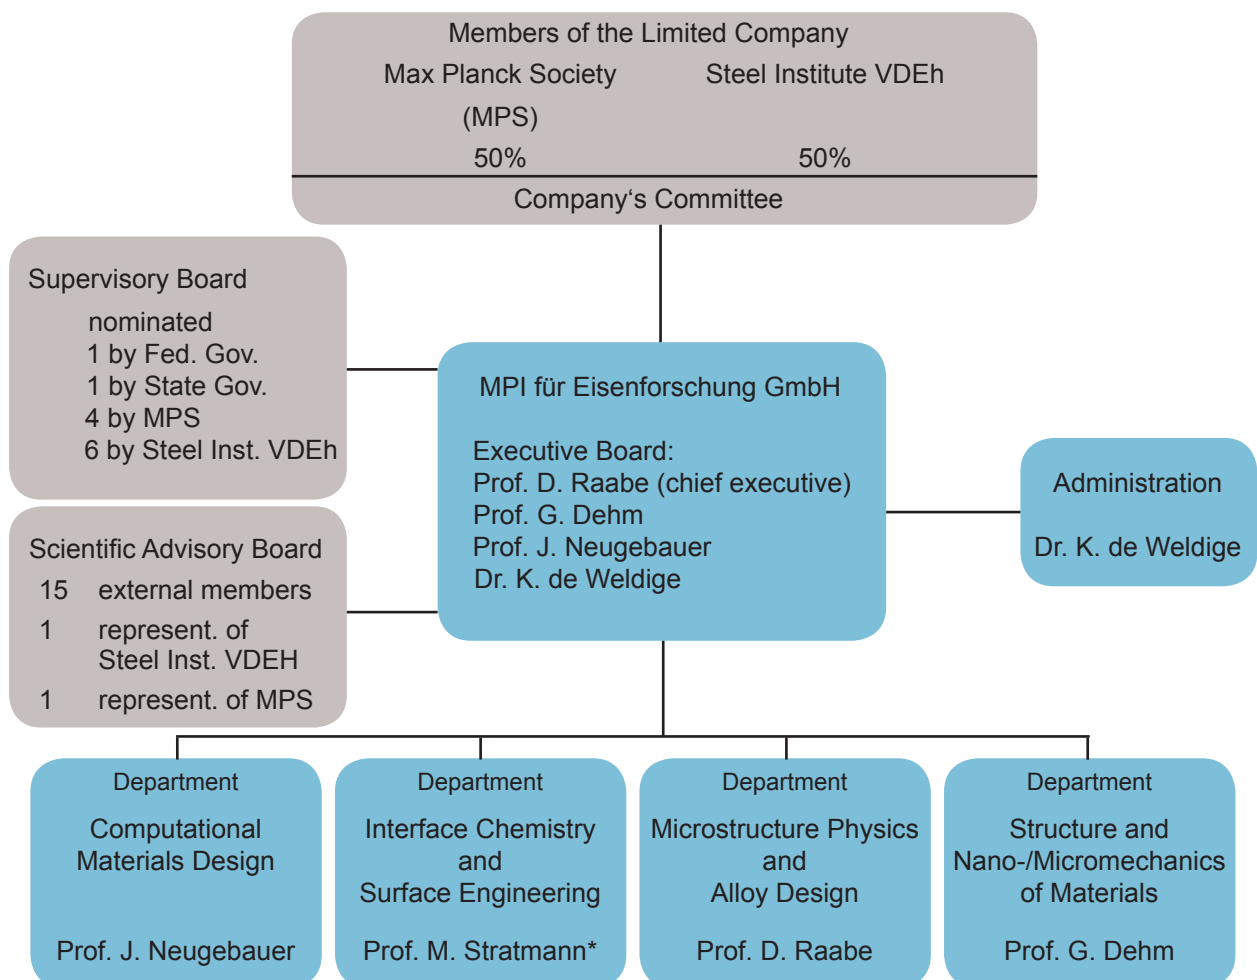 Members of the Limited Company
Max Planck Society
(MPS)
50%
Steel Institute VDEh
50%
Company‘s Committee
Supervisory Board
nominated
1 by Fed. Gov.
1 by State Gov.
4 by MPS
6 by Steel Inst. VDEh
Scientific Advisory Board
15 external members
1 represent. of
Steel Inst. VDEH
1 represent. of MPS
MPI für Eisenforschung GmbH
Executive Board:
Prof. D. Raabe (chief executive)
Prof. G. Dehm
Prof. J. Neugebauer
Dr. K. de Weldige
Administration
Dr. K. de Weldige
Department
Computational
Materials Design
Prof. J. Neugebauer
Department
Interface Chemistry
and
Surface Engineering
Prof. M. Stratmann*
Department
Microstructure Physics
and
Alloy Design
Prof. D. Raabe
Department
Structure and
Nano-/Micromechanics
of Materials
Prof. G. Dehm